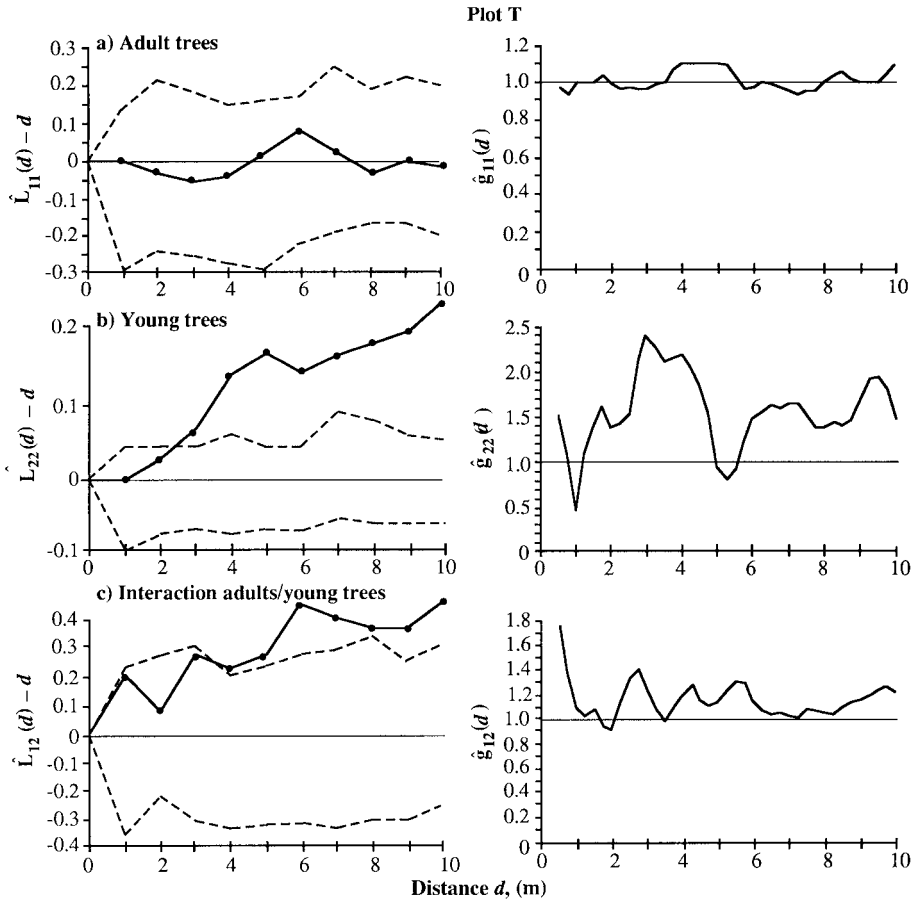 Plot T
a) Adult trees
0.3
0.2
0.1
0
-0.1
-0.2
-0.3
L̂11(d) – d
0 2 4 6 8 10
1.2
1.0
0.8
0.6
0.4
0.2
0
ĝ11(d)
0 2 4 6 8 10
b) Young trees
0.2
0.1
0
-0.1
L̂22(d) – d
0 2 4 6 8 10
2.5
2.0
1.5
1.0
0.5
0
ĝ22(d
0 2 4 6 8 10
c) Interaction adults/young trees
0.4
0.3
0.2
0
-0.1
-0.2
-0.3
-0.4
L̂12(d) – d
0 2 4 6 8 10
1.8
1.6
1.4
1.2
1.0
0.8
0.6
0.4
0.2
0
ĝ12(d)
0 2 4 6 8 10
Distance d, (m)